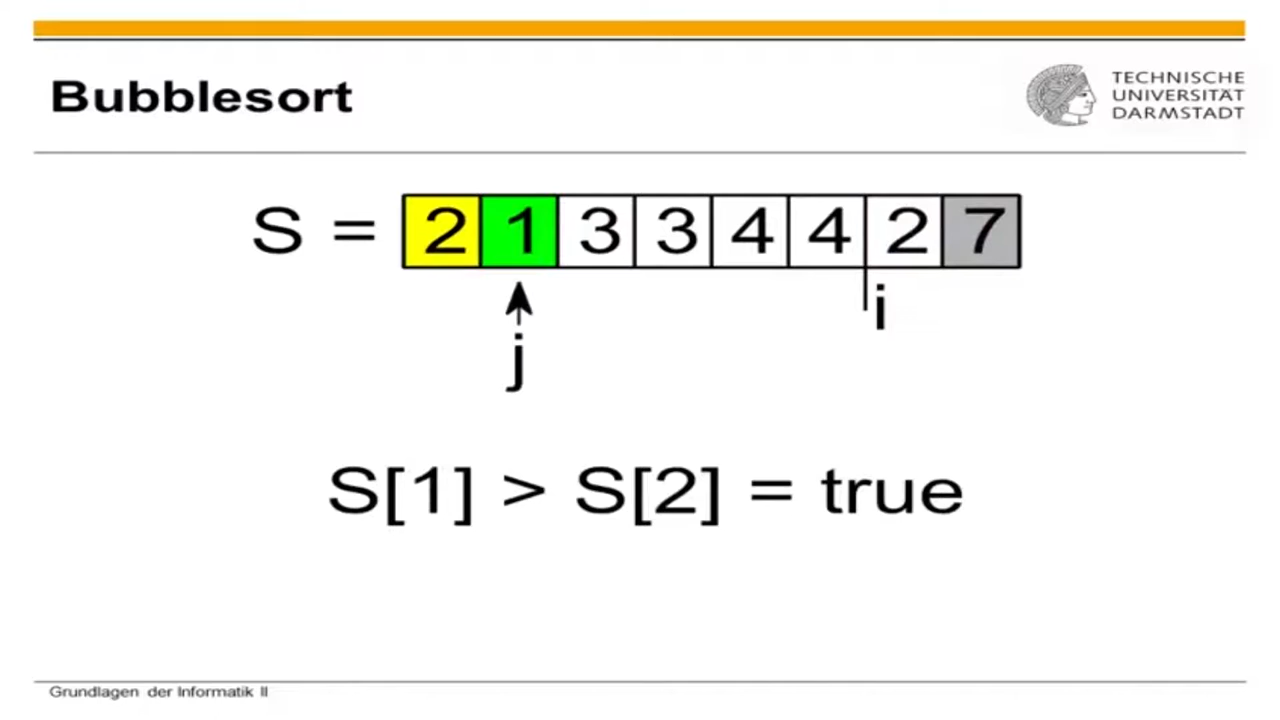 Bubblesort
TECHNISCHE
UNIVERSITÄT
DARMSTADT
S = 2 1 3 3 4 4 2 7
i
j
S[1] > S[2] = true
Grundlagen der Informatik II